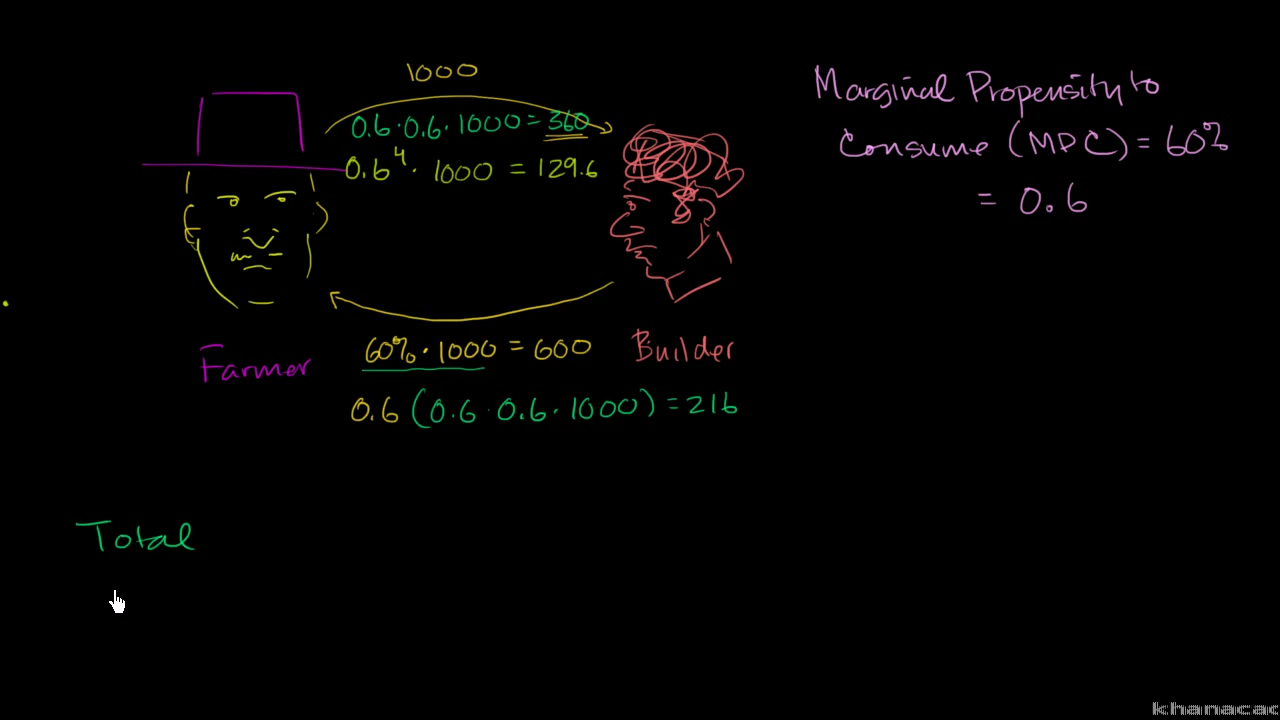 1000
0.6·0.6·1000=360
0.6⁴· 1000 = 129.6
Marginal Propensity to
Consume (MPC) = 60%
= 0.6
Farmer
60%·1000 = 600
Builder
0.6 (0.6·0.6·1000) = 216
Total